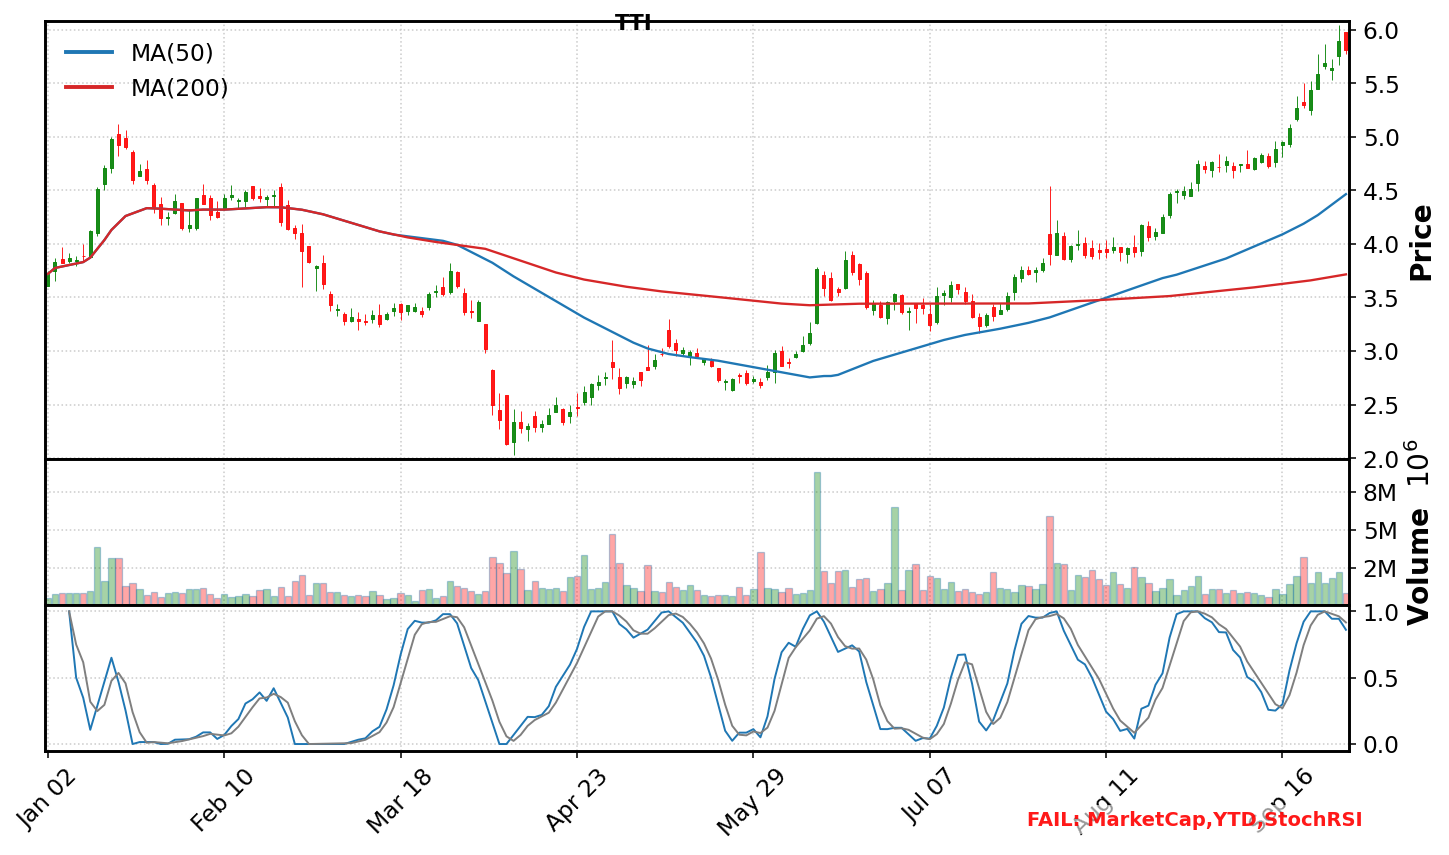 TTI
MA(50)
MA(200)
6.0
5.5
5.0
4.5
4.0
3.5
3.0
2.5
2.0
Price
8M
5M
2M
Volume 10^6
1.0
0.5
0.0
Jan 02
Feb 10
Mar 18
Apr 23
May 29
Jul 07
Aug 11
Sep 16
FAIL: MarketCap,YTD,StochRSI